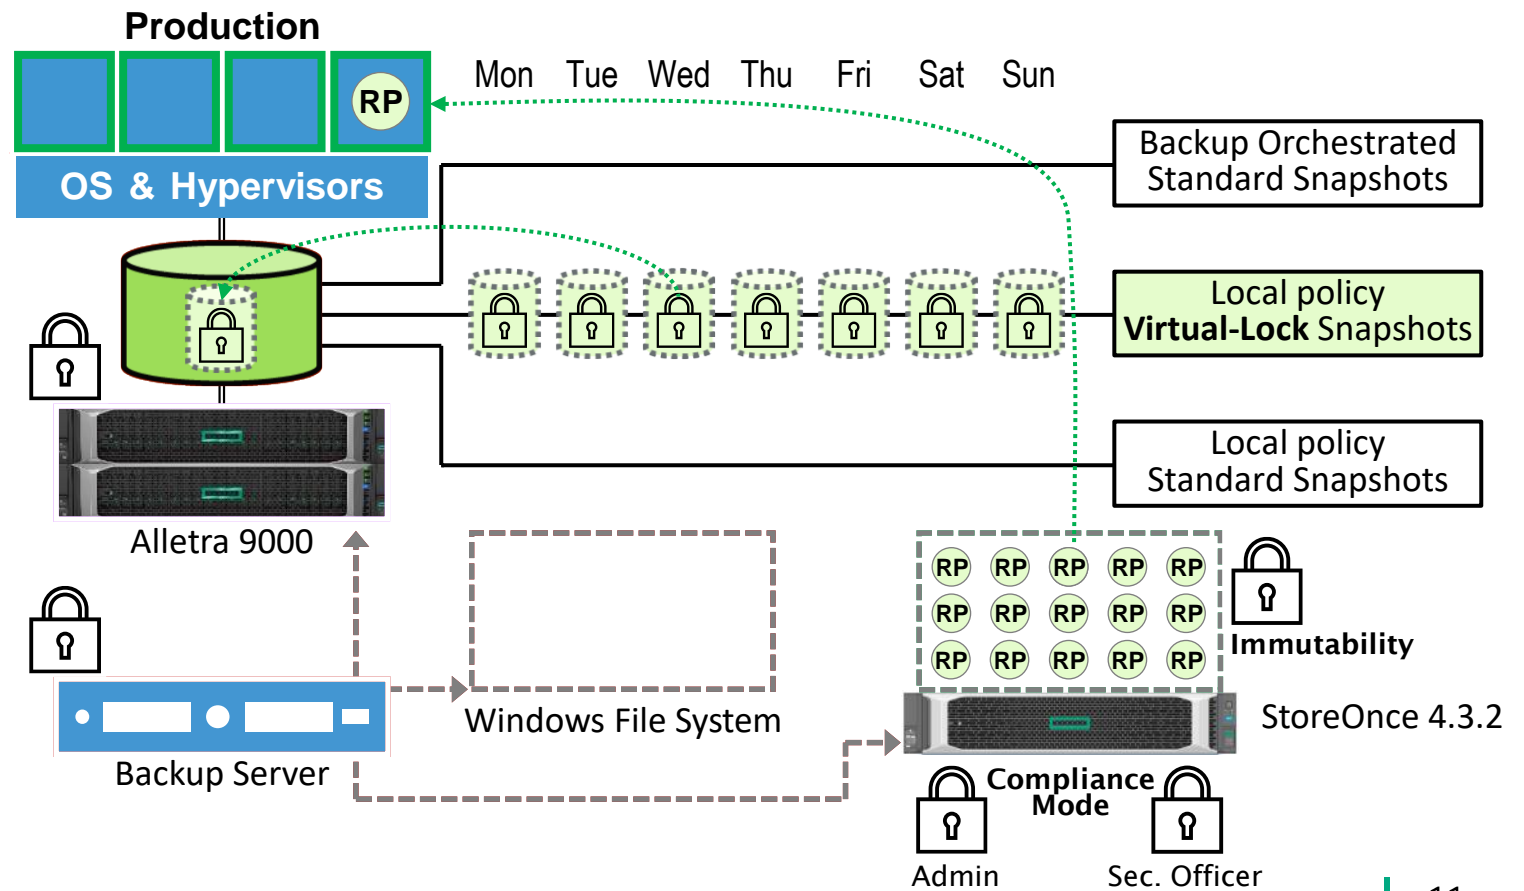 Production
Mon Tue Wed Thu Fri Sat Sun
RP
OS & Hypervisors
Backup Orchestrated
Standard Snapshots
Local policy
Virtual-Lock Snapshots
Local policy
Standard Snapshots
Alletra 9000
RP RP RP RP RP
RP RP RP RP RP
RP RP RP RP RP
Immutability
Windows File System
StoreOnce 4.3.2
Backup Server
Compliance
Mode
Admin
Sec. Officer